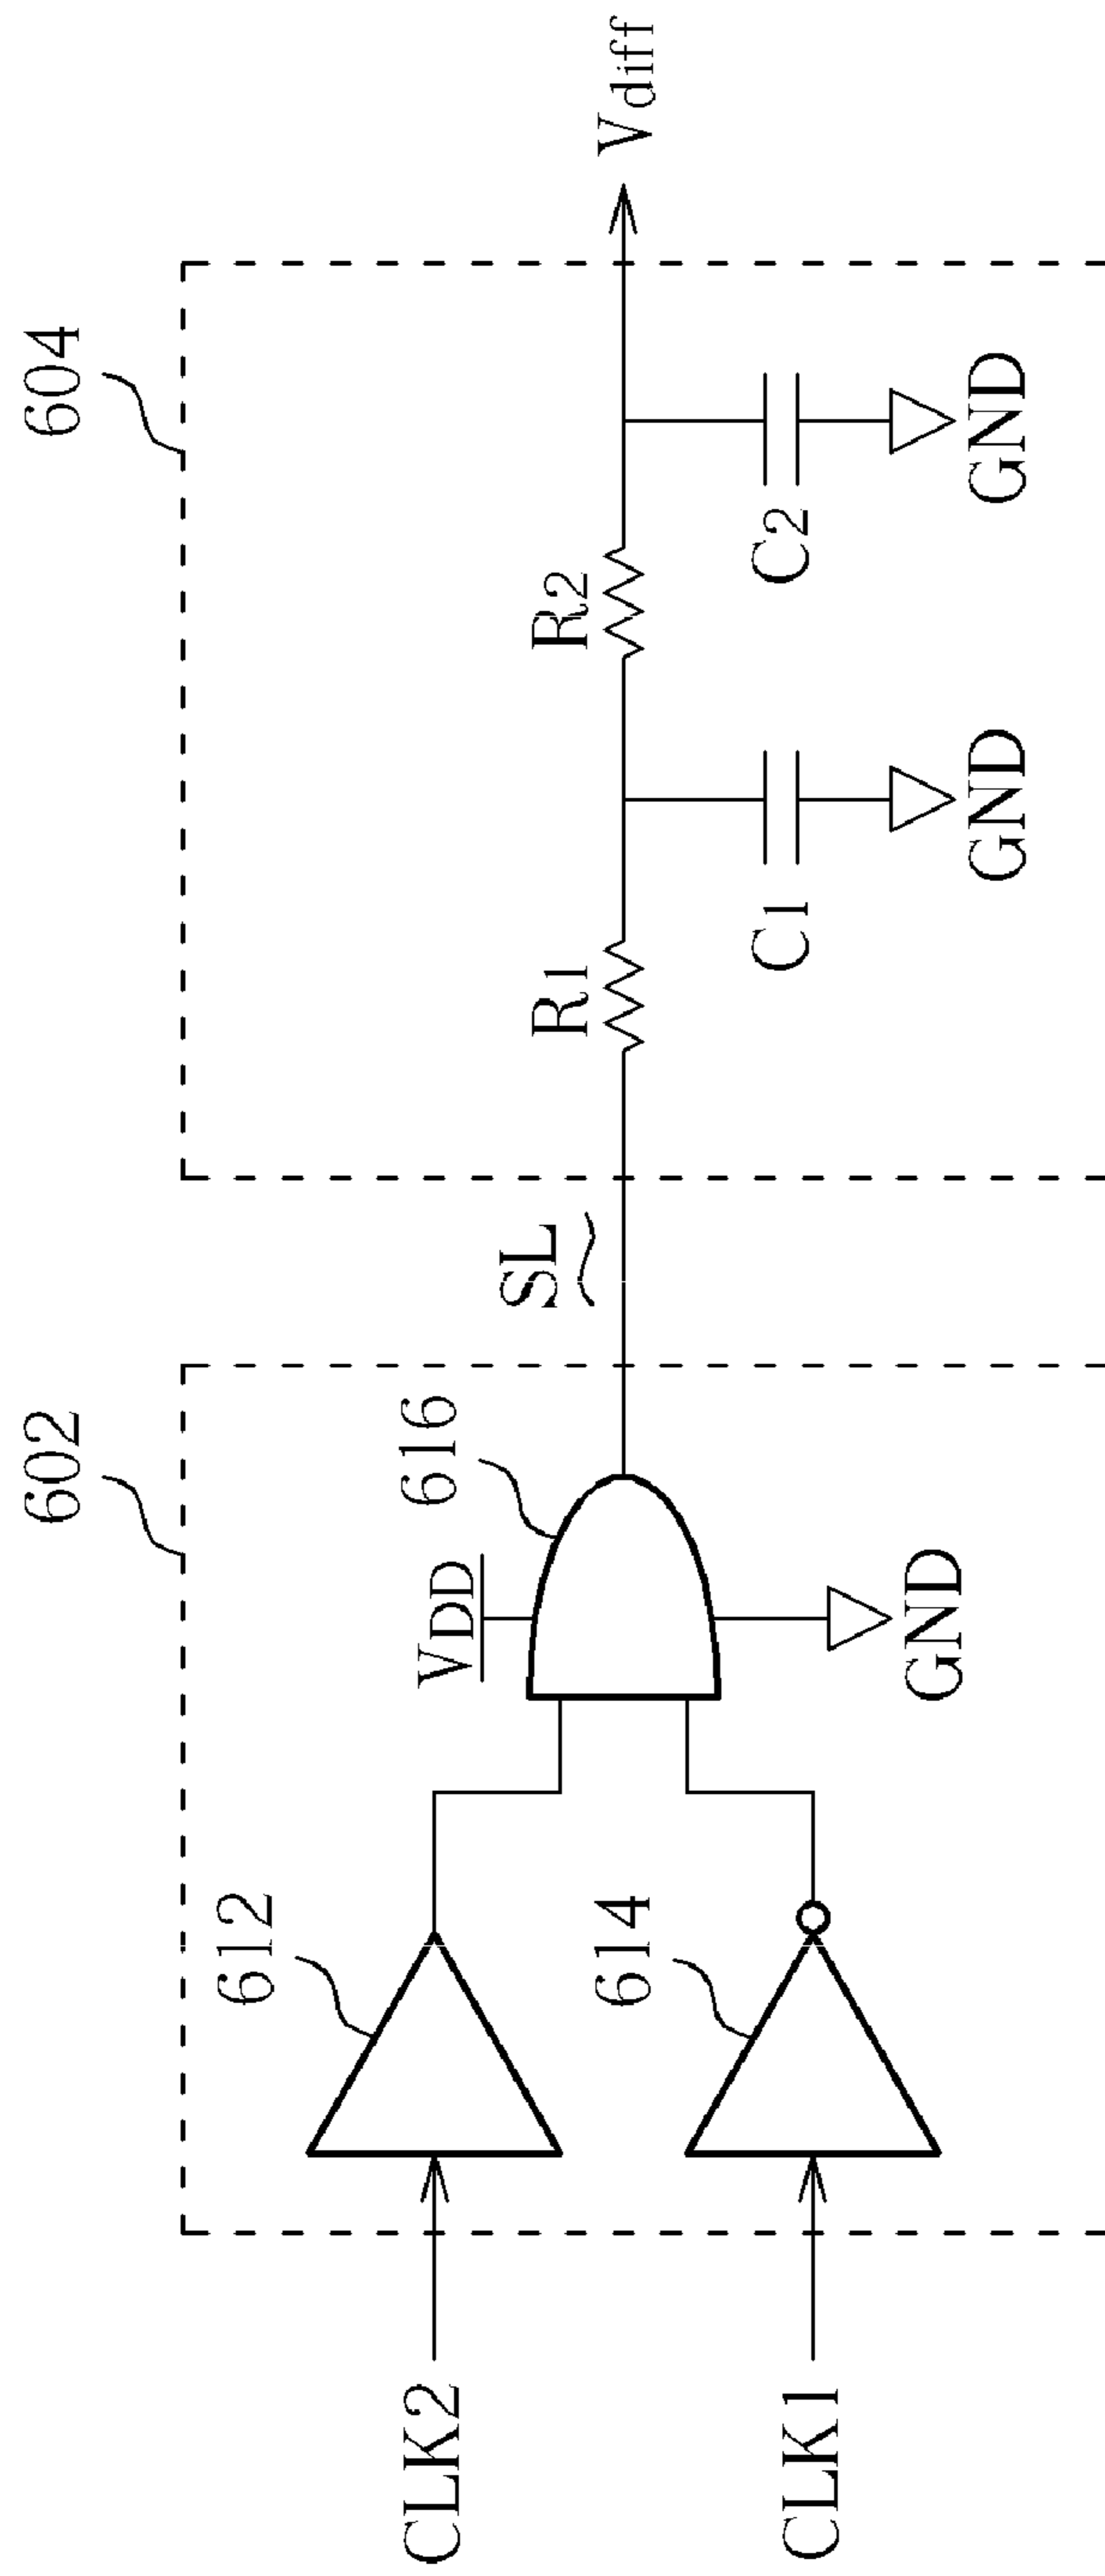 602
604
CLK2
612
VDD
616
SL
R1
R2
Vdiff
CLK1
614
GND
C1
GND
C2
GND